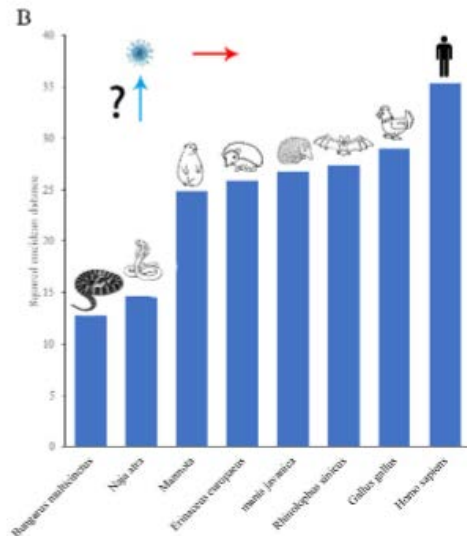 B
40
35
30
25
20
15
10
5
0
?
Squared euclidean distance
Bungarus multicinctus
Naja atra
Marmota
Erinaceus europaeus
manis javanica
Rhinolophus sinicus
Gallus gallus
Homo sapiens